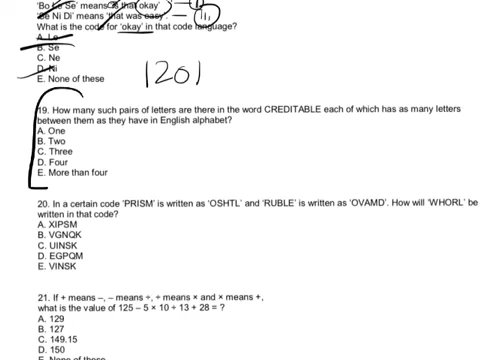 'Bo Le Se' means 'is that okay'
'Se Ni Di' means 'that was easy'
What is the code for 'okay' in that code language?
A. Le
B. Se
C. Ne
D. Ni
E. None of these
1201
19. How many such pairs of letters are there in the word CREDITABLE each of which has as many letters
between them as they have in English alphabet?
A. One
B. Two
C. Three
D. Four
E. More than four
20. In a certain code 'PRISM' is written as 'OSHTL' and 'RUBLE' is written as 'OVAMD'. How will 'WHORL' be
written in that code?
A. XIPSM
B. VGNQK
C. UINSK
D. EGPQM
E. VINSK
21. If + means –, – means ÷, ÷ means × and × means +,
what is the value of 125 – 5 × 10 ÷ 13 + 28 = ?
A. 129
B. 127
C. 149.15
D. 150
E. None of these